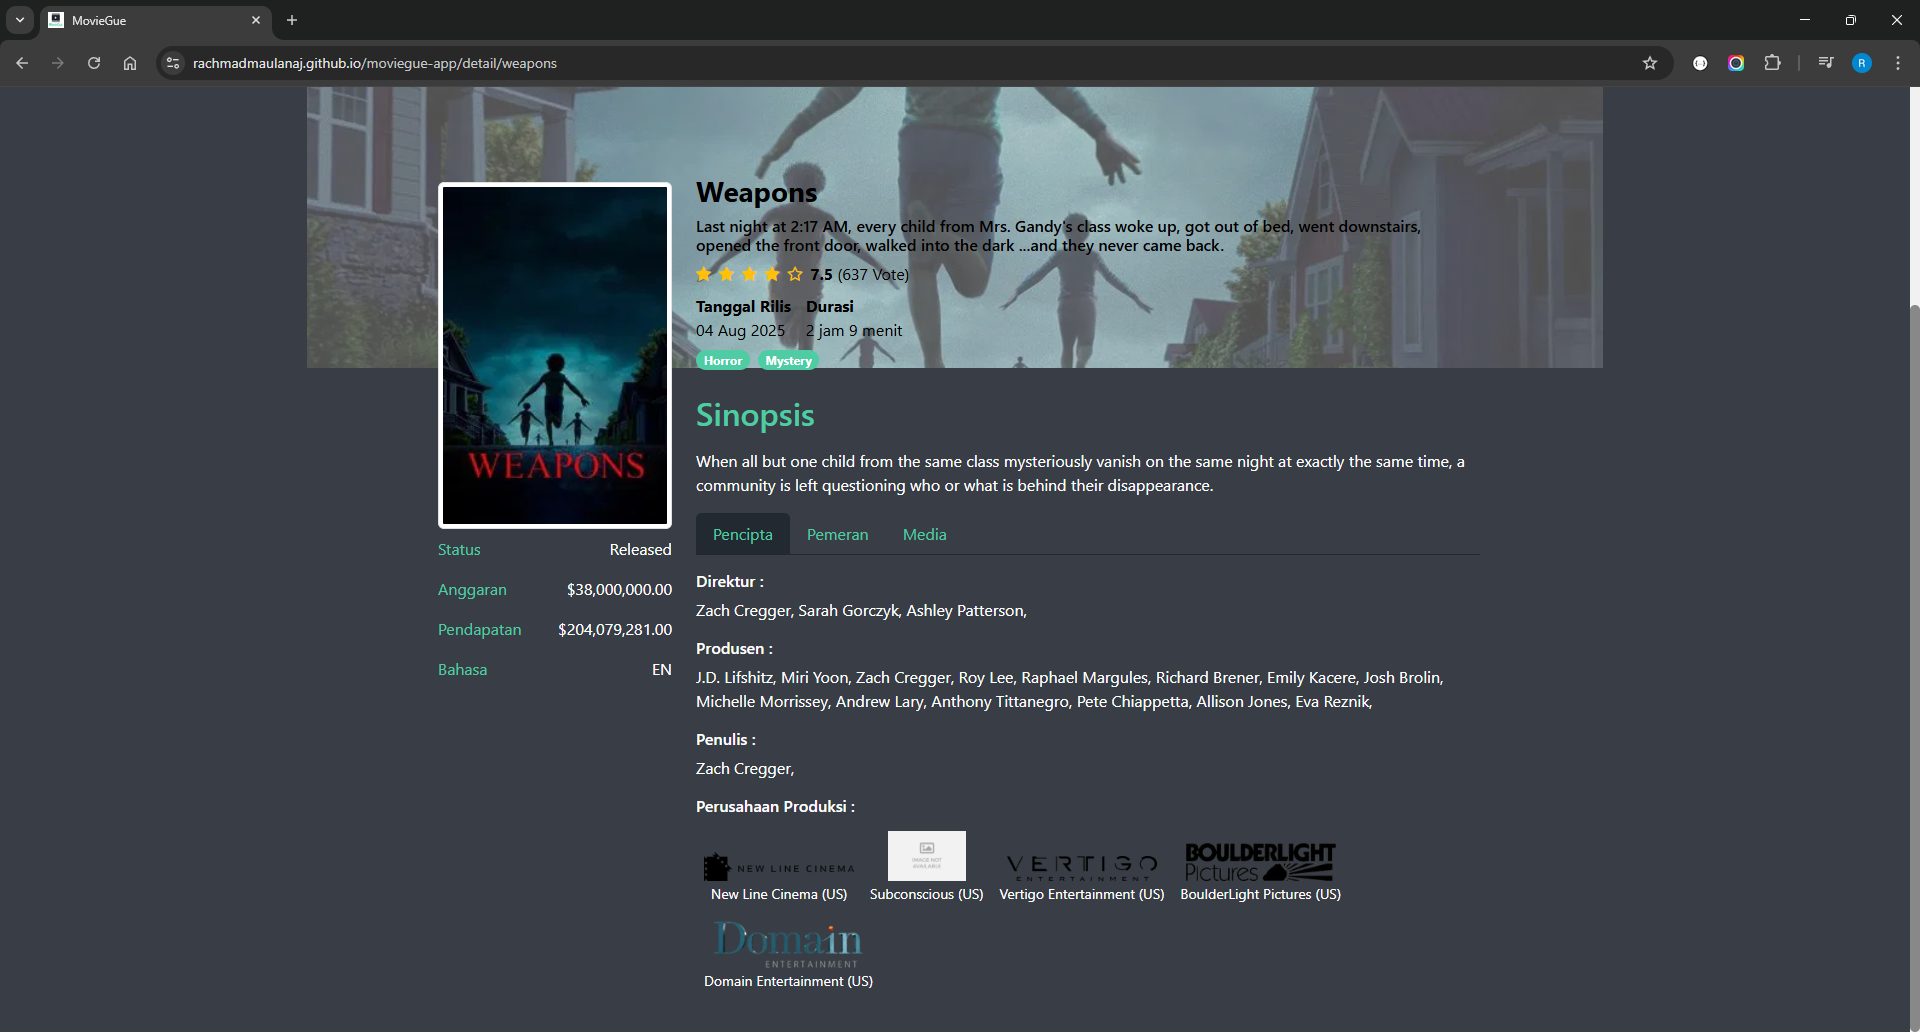 MovieGue
rachmadmaulanaj.github.io/moviegue-app/detail/weapons
R
Weapons
Last night at 2:17 AM, every child from Mrs. Gandy's class woke up, got out of bed, went downstairs,
opened the front door, walked into the dark ...and they never came back.
7.5 (637 Vote)
Tanggal Rilis Durasi
04 Aug 2025 2 jam 9 menit
Horror Mystery
WEAPONS
Status Released
Anggaran $38,000,000.00
Pendapatan $204,079,281.00
Bahasa EN
Sinopsis
When all but one child from the same class mysteriously vanish on the same night at exactly the same time, a
community is left questioning who or what is behind their disappearance.
Pencipta Pemeran Media
Direktur :
Zach Cregger, Sarah Gorczyk, Ashley Patterson,
Produsen :
J.D. Lifshitz, Miri Yoon, Zach Cregger, Roy Lee, Raphael Margules, Richard Brener, Emily Kacere, Josh Brolin,
Michelle Morrissey, Andrew Lary, Anthony Tittanegro, Pete Chiappetta, Allison Jones, Eva Reznik,
Penulis :
Zach Cregger,
Perusahaan Produksi :
NEW LINE CINEMA
IMAGE NOT
AVAILABLE
VERTIGO
ENTERTAINMENT
BOULDERLIGHT
Pictures
New Line Cinema (US) Subconscious (US) Vertigo Entertainment (US) BoulderLight Pictures (US)
Domain
ENTERTAINMENT
Domain Entertainment (US)